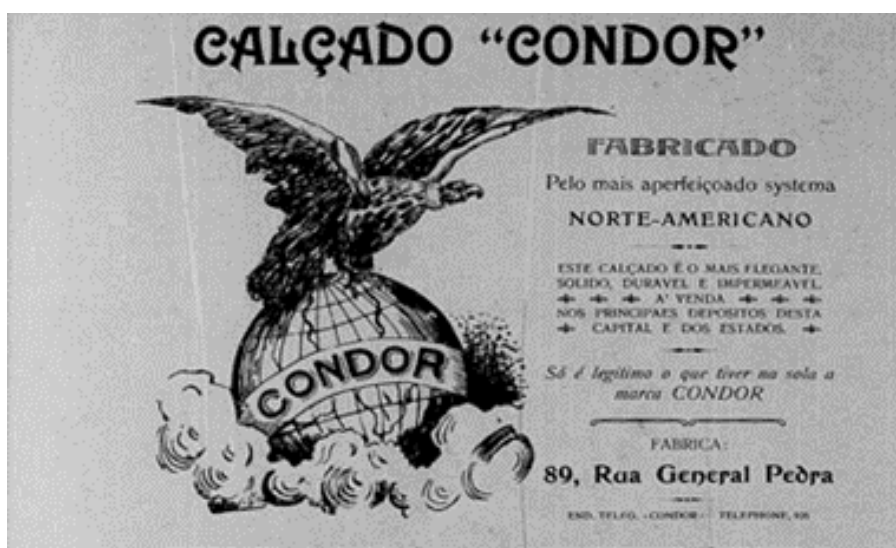 CALÇADO "CONDOR"
CONDOR
FABRICADO
Pelo mais aperfeiçoado systema
NORTE-AMERICANO
ESTE CALÇADO É O MAIS ELEGANTE,
SOLIDO, DURAVEL E IMPERMEAVEL.
A' VENDA
NOS PRINCIPAES DEPOSITOS DESTA
CAPITAL E DOS ESTADOS.
Só é legitimo o que tiver na sola a
marca CONDOR
FABRICA:
89, Rua General Pedra
END. TELEG. «CONDOR» TELEPHONE,